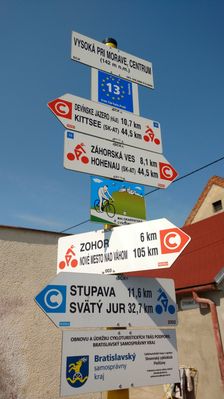 VYSOKÁ PRI MORAVE, CENTRUM
(142 m n.m.)
13
C
DEVÍNSKE JAZERO (HUJ) 10,7 km
KITTSEE (SK-AT) 44,5 km
ZÁHORSKÁ VES 8,1 km
HOHENAU (SK-AT) 44,5 km
C
ZOHOR 6 km
NOVÉ MESTO NAD VÁHOM 105 km
C
STUPAVA 11,6 km
SVÄTÝ JUR 32,7 km
OBNOVU A ÚDRŽBU CYKLOTURISTICKÝCH TRÁS PODPORIL
BRATISLAVSKÝ SAMOSPRÁVNY KRAJ
Bratislavský
samosprávny
kraj